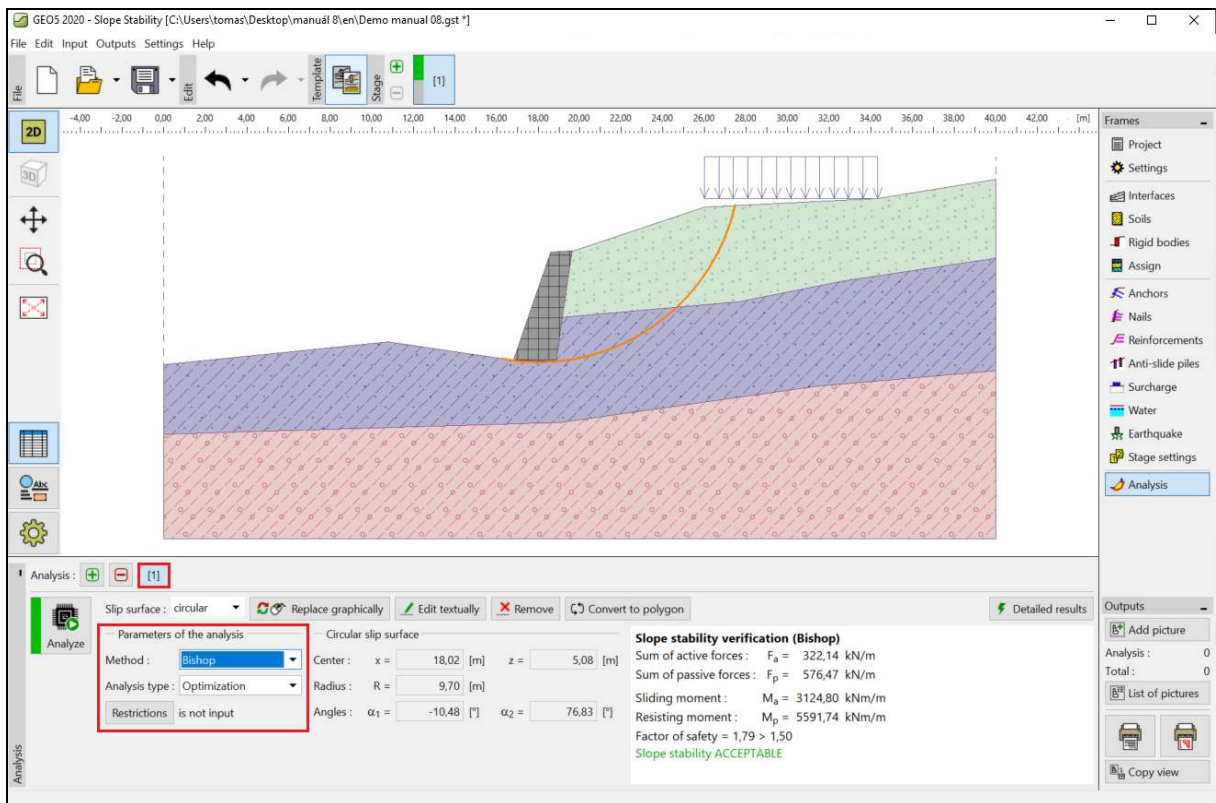 GEO5 2020 - Slope Stability [C:\Users\tomas\Desktop\manuál 8\en\Demo manual 08.gst *]
File Edit Input Outputs Settings Help
File
Edit
Template
Stage
[1]
2D
-4,00 -2,00 0,00 2,00 4,00 6,00 8,00 10,00 12,00 14,00 16,00 18,00 20,00 22,00 24,00 26,00 28,00 30,00 32,00 34,00 36,00 38,00 40,00 42,00 [m]
3D
Abc
Frames
Project
Settings
Interfaces
Soils
Rigid bodies
Assign
Anchors
Nails
Reinforcements
Anti-slide piles
Surcharge
Water
Earthquake
Stage settings
Analysis
Analysis : [1]
Analyze
Slip surface : circular Replace graphically Edit textually Remove Convert to polygon Detailed results
Parameters of the analysis
Method : Bishop
Analysis type : Optimization
Restrictions is not input
Circular slip surface
Center : x = 18,02 [m] z = 5,08 [m]
Radius : R = 9,70 [m]
Angles : α1 = -10,48 [°] α2 = 76,83 [°]
Slope stability verification (Bishop)
Sum of active forces : Fa = 322,14 kN/m
Sum of passive forces : Fp = 576,47 kN/m
Sliding moment : Ma = 3124,80 kNm/m
Resisting moment : Mp = 5591,74 kNm/m
Factor of safety = 1,79 > 1,50
Slope stability ACCEPTABLE
Analysis
Outputs
Add picture
Analysis : 0
Total : 0
List of pictures
Copy view